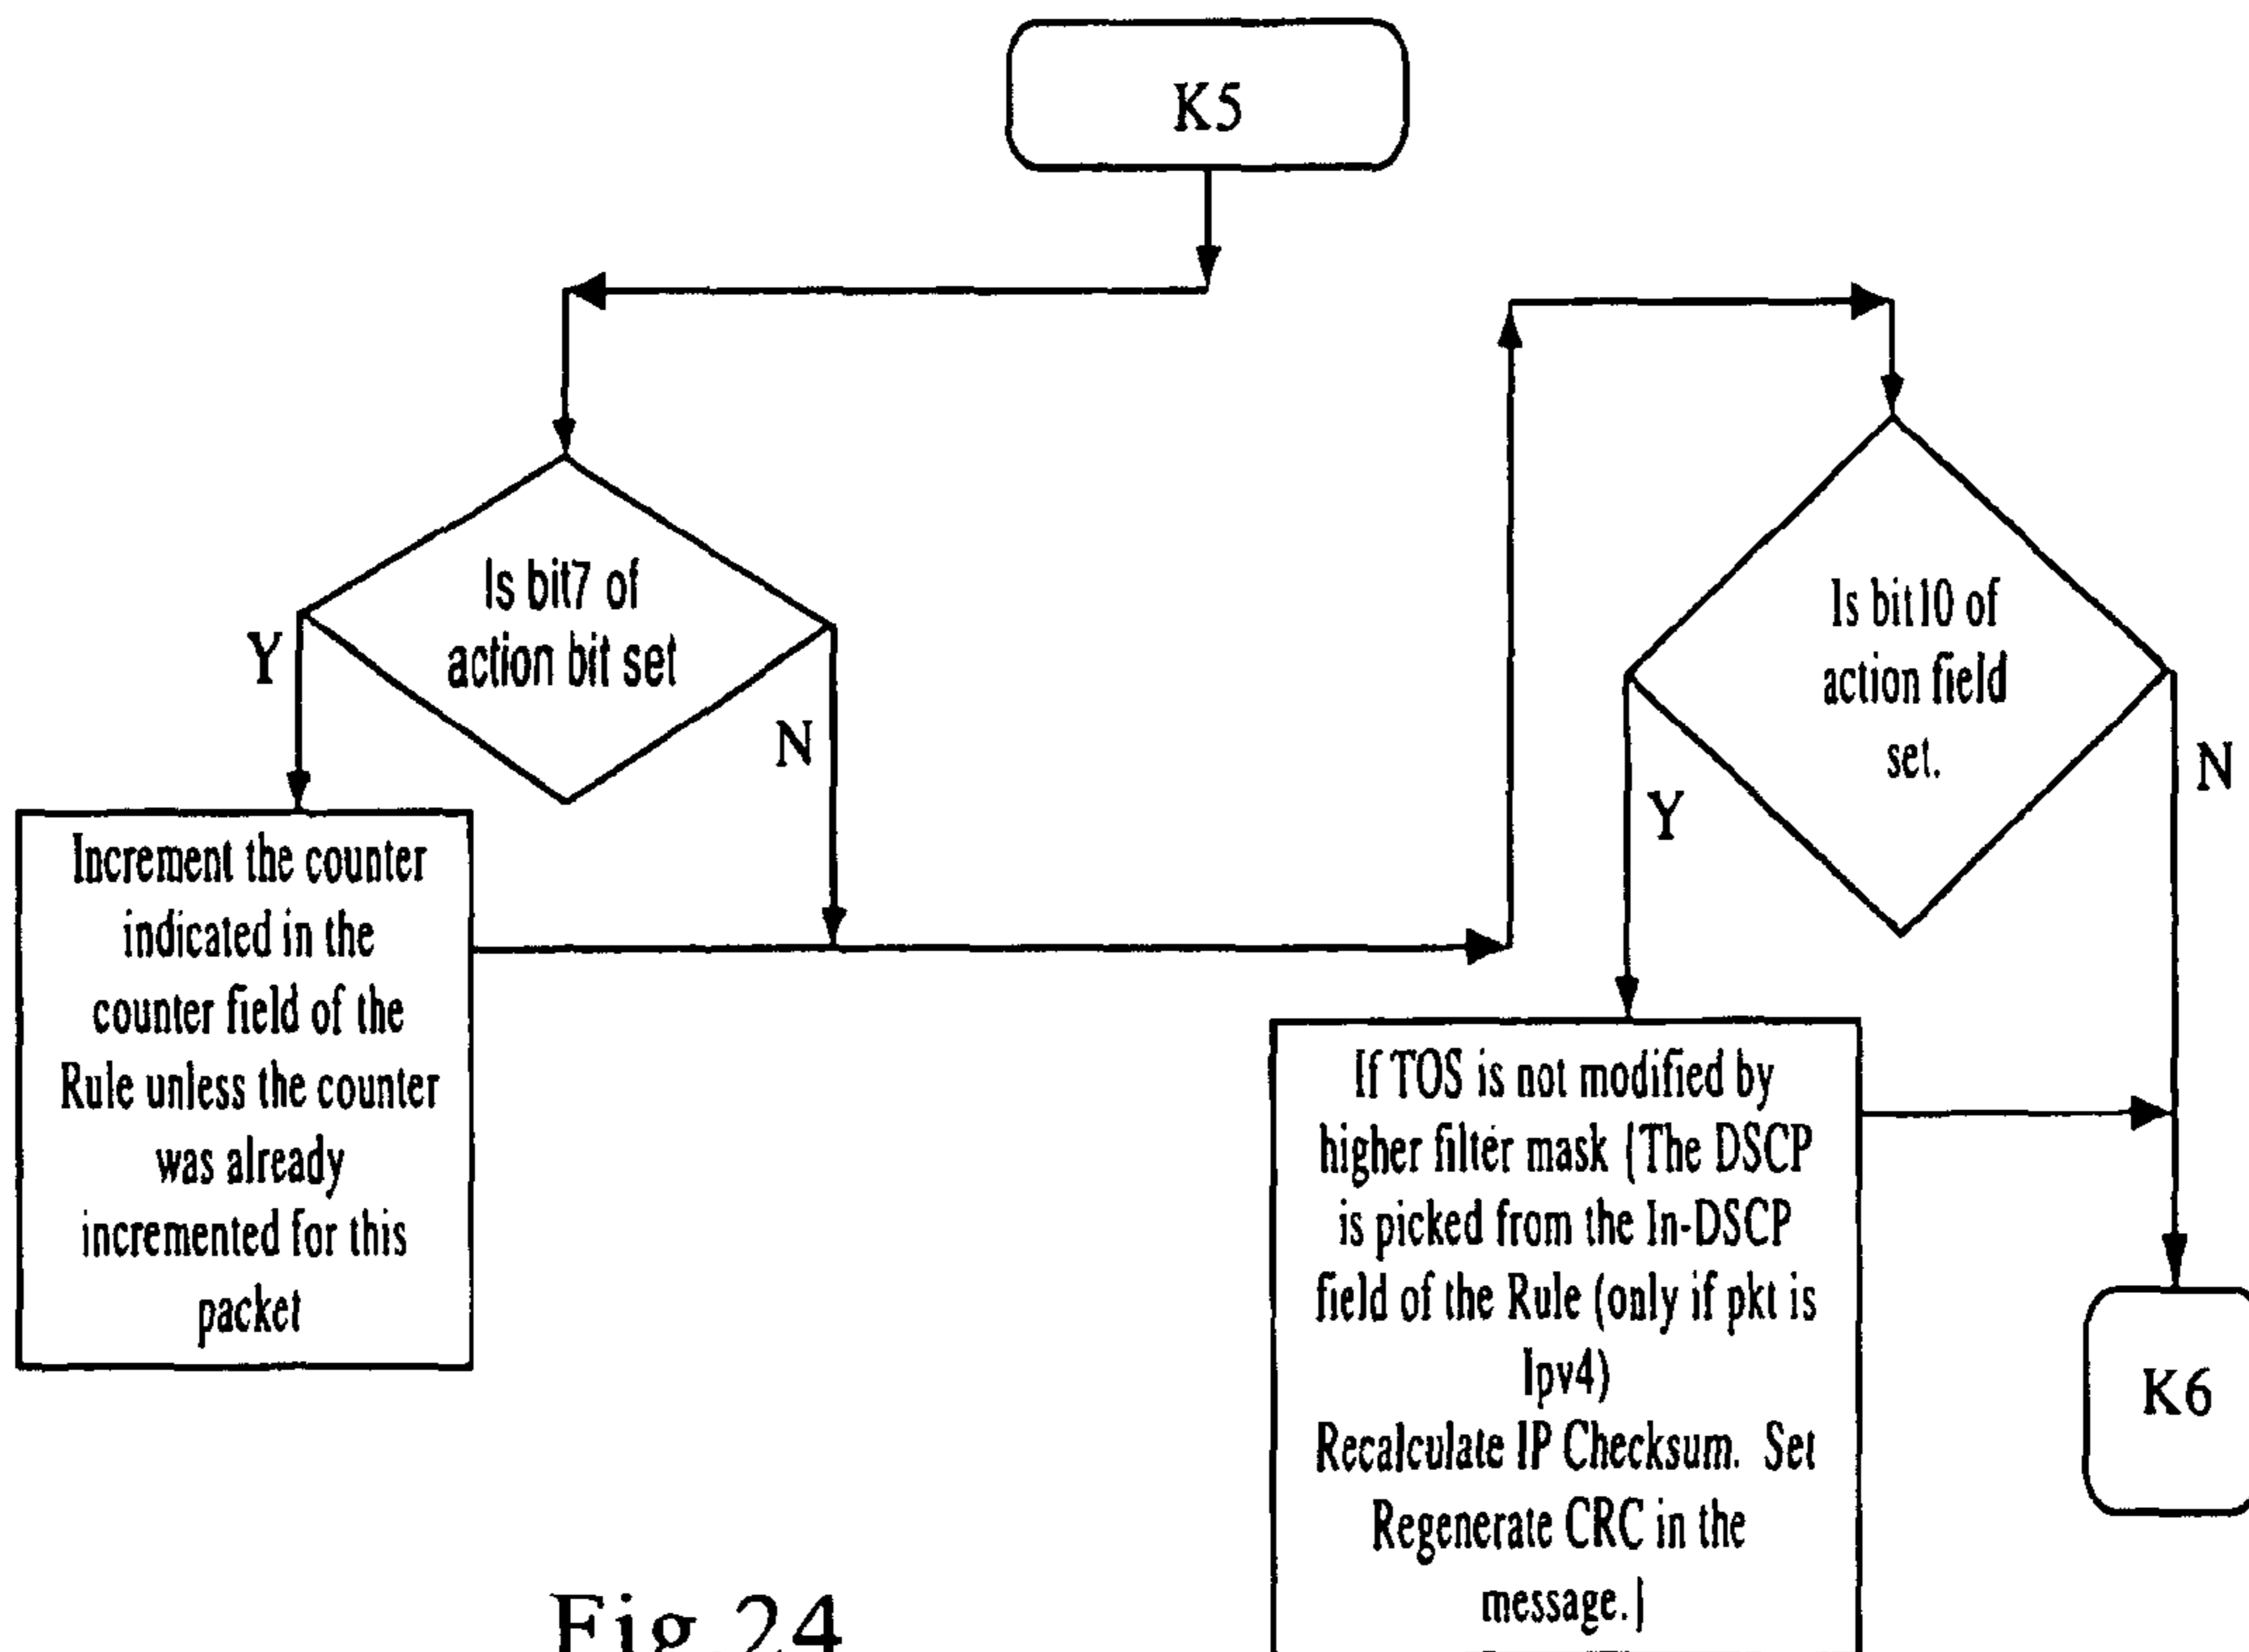 K5
Is bit7 of
action bit set
Y
N
Increment the counter
indicated in the
counter field of the
Rule unless the counter
was already
incremented for this
packet
Is bit10 of
action field
set.
Y
N
If TOS is not modified by
higher filter mask {The DSCP
is picked from the In-DSCP
field of the Rule (only if pkt is
Ipv4)
Recalculate IP Checksum. Set
Regenerate CRC in the
message.}
K6
Fig.24